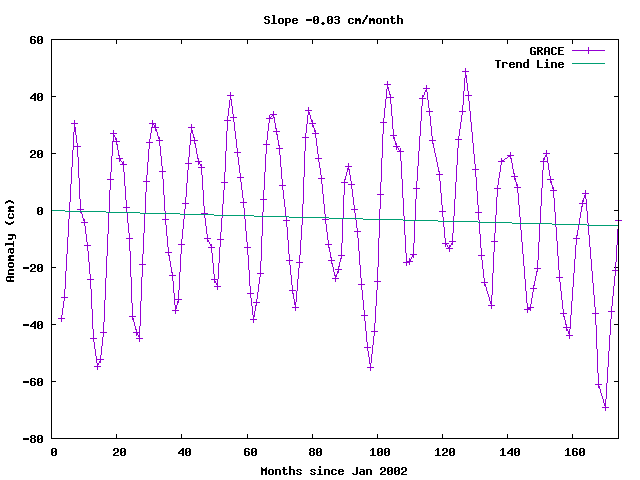 Slope -0.03 cm/month
GRACE
Trend Line
60
40
20
0
-20
-40
-60
-80
Anomaly (cm)
0 20 40 60 80 100 120 140 160
Months since Jan 2002